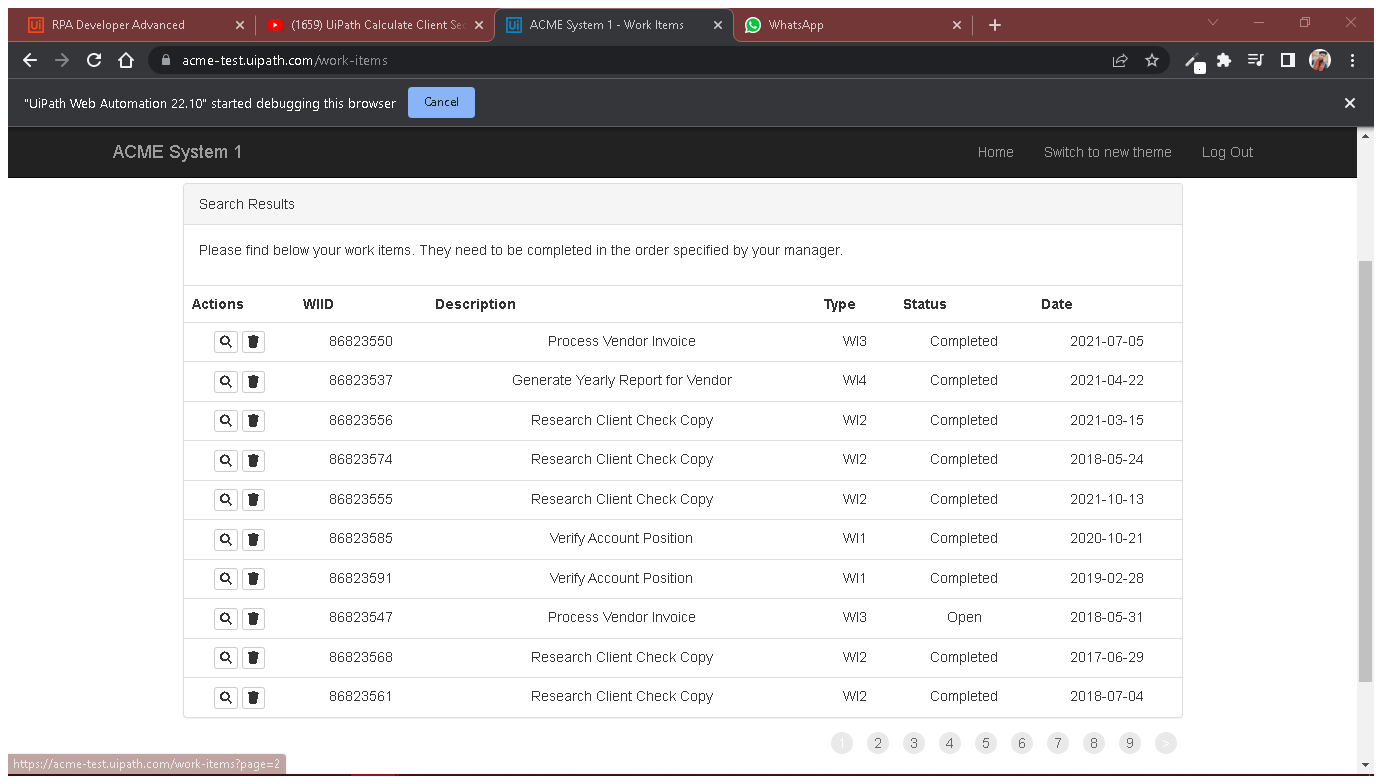 RPA Developer Advanced
(1659) UiPath Calculate Client Sec
ACME System 1 - Work Items
WhatsApp
acme-test.uipath.com/work-items
"UiPath Web Automation 22.10" started debugging this browser Cancel
ACME System 1 Home Switch to new theme Log Out
Search Results
Please find below your work items. They need to be completed in the order specified by your manager.
Actions WIID Description Type Status Date
86823550 Process Vendor Invoice WI3 Completed 2021-07-05
86823537 Generate Yearly Report for Vendor WI4 Completed 2021-04-22
86823556 Research Client Check Copy WI2 Completed 2021-03-15
86823574 Research Client Check Copy WI2 Completed 2018-05-24
86823555 Research Client Check Copy WI2 Completed 2021-10-13
86823585 Verify Account Position WI1 Completed 2020-10-21
86823591 Verify Account Position WI1 Completed 2019-02-28
86823547 Process Vendor Invoice WI3 Open 2018-05-31
86823568 Research Client Check Copy WI2 Completed 2017-06-29
86823561 Research Client Check Copy WI2 Completed 2018-07-04
1 2 3 4 5 6 7 8 9 >
https://acme-test.uipath.com/work-items?page=2